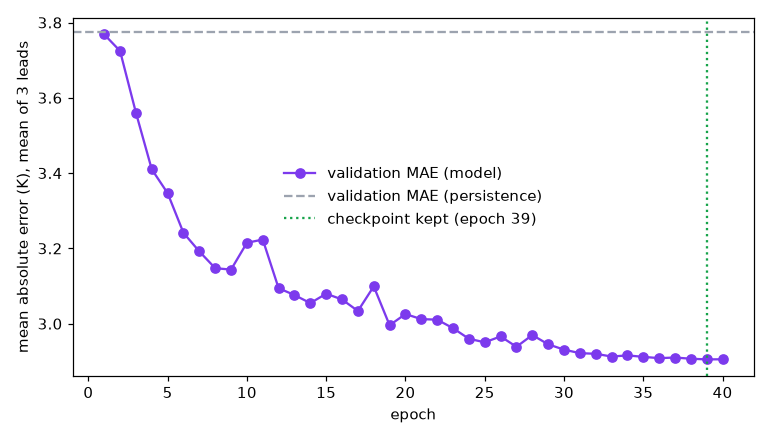 3.8
3.6
3.4
3.2
3.0
mean absolute error (K), mean of 3 leads
validation MAE (model)
validation MAE (persistence)
checkpoint kept (epoch 39)
0 5 10 15 20 25 30 35 40
epoch